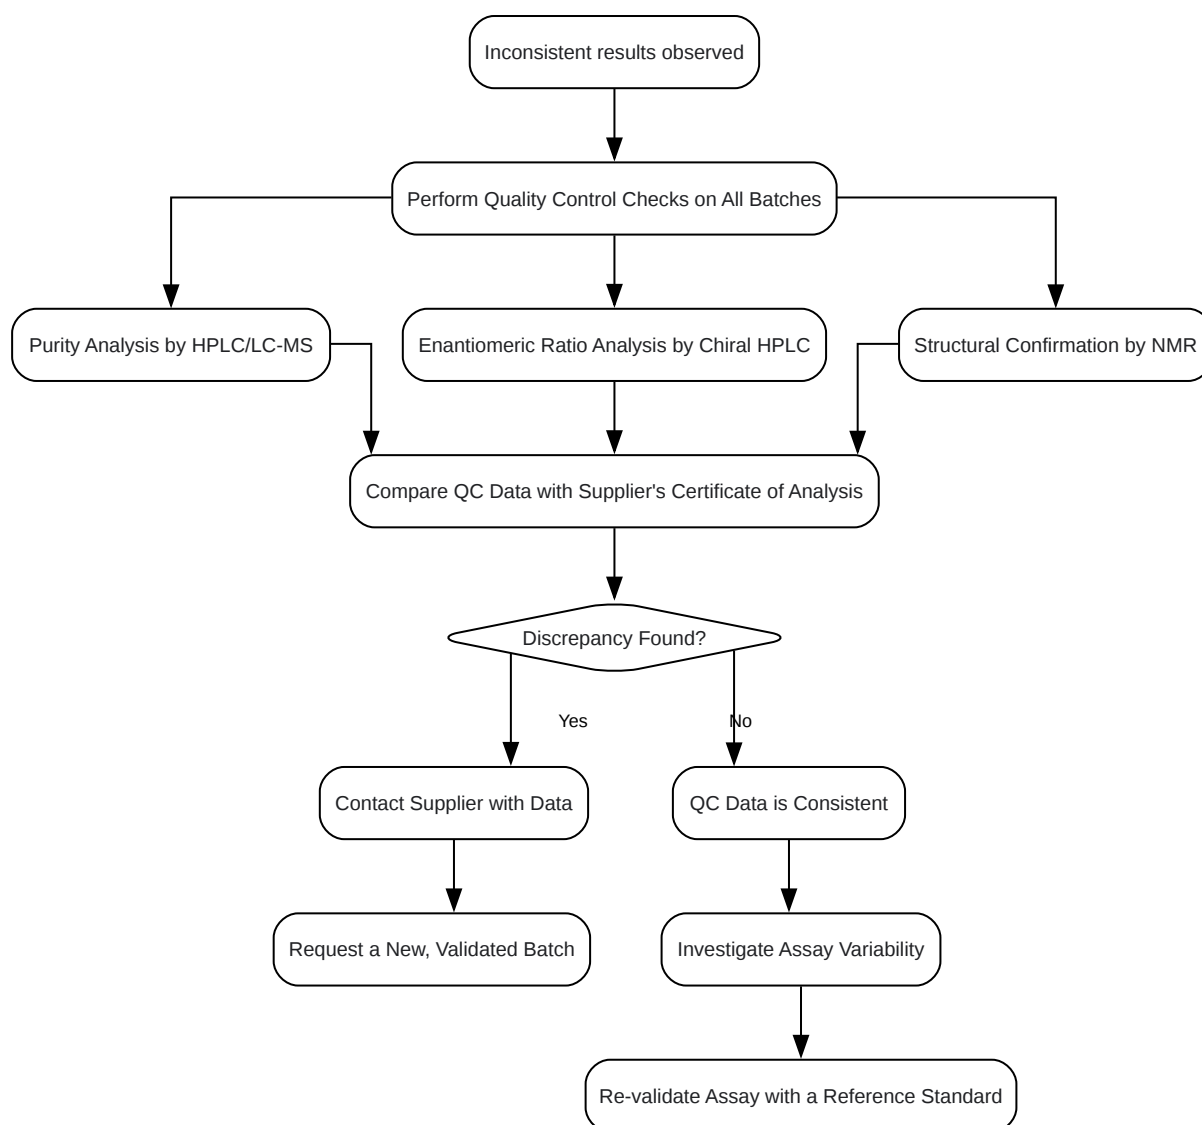 Inconsistent results observed
Perform Quality Control Checks on All Batches
Purity Analysis by HPLC/LC-MS
Enantiomeric Ratio Analysis by Chiral HPLC
Structural Confirmation by NMR
Compare QC Data with Supplier's Certificate of Analysis
Discrepancy Found?
Yes
No
Contact Supplier with Data
QC Data is Consistent
Request a New, Validated Batch
Investigate Assay Variability
Re-validate Assay with a Reference Standard